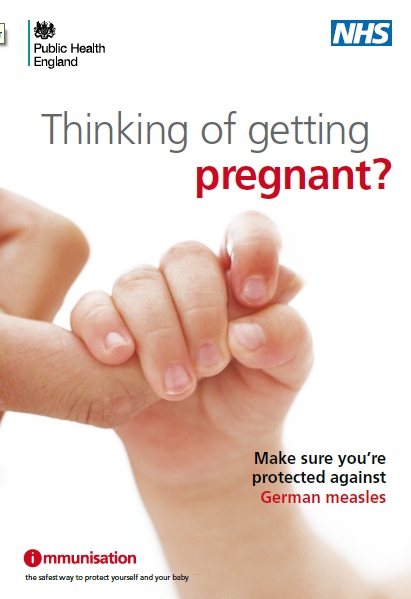 Public Health
England
NHS
Thinking of getting
pregnant?
Make sure you're
protected against
German measles
immunisation
the safest way to protect yourself and your baby